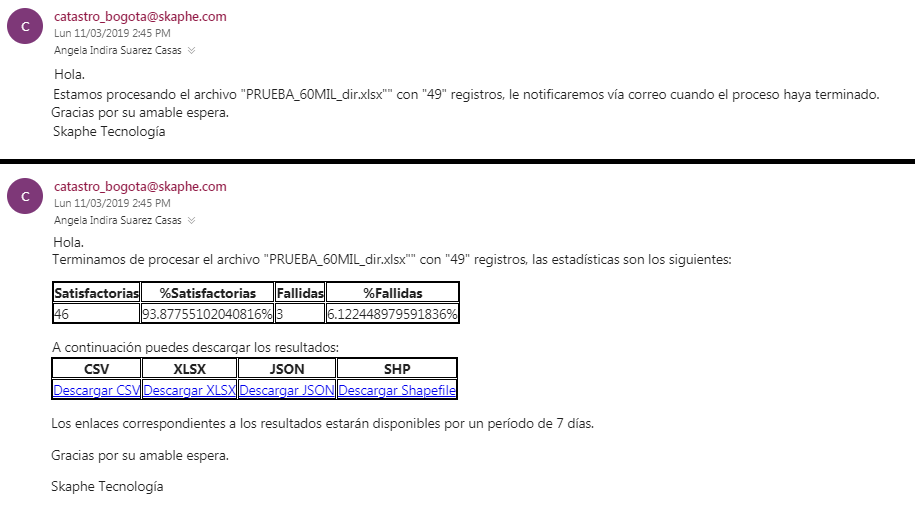 C
catastro_bogota@skaphe.com
Lun 11/03/2019 2:45 PM
Angela Indira Suarez Casas
Hola.
Estamos procesando el archivo "PRUEBA_60MIL_dir.xlsx"" con "49" registros, le notificaremos vía correo cuando el proceso haya terminado.
Gracias por su amable espera.
Skaphe Tecnología
C
catastro_bogota@skaphe.com
Lun 11/03/2019 2:45 PM
Angela Indira Suarez Casas
Hola.
Terminamos de procesar el archivo "PRUEBA_60MIL_dir.xlsx"" con "49" registros, las estadísticas son los siguientes:
Satisfactorias %Satisfactorias Fallidas %Fallidas
46 93.87755102040816% 3 6.122448979591836%
A continuación puedes descargar los resultados:
CSV XLSX JSON SHP
Descargar CSV Descargar XLSX Descargar JSON Descargar Shapefile
Los enlaces correspondientes a los resultados estarán disponibles por un período de 7 días.
Gracias por su amable espera.
Skaphe Tecnología